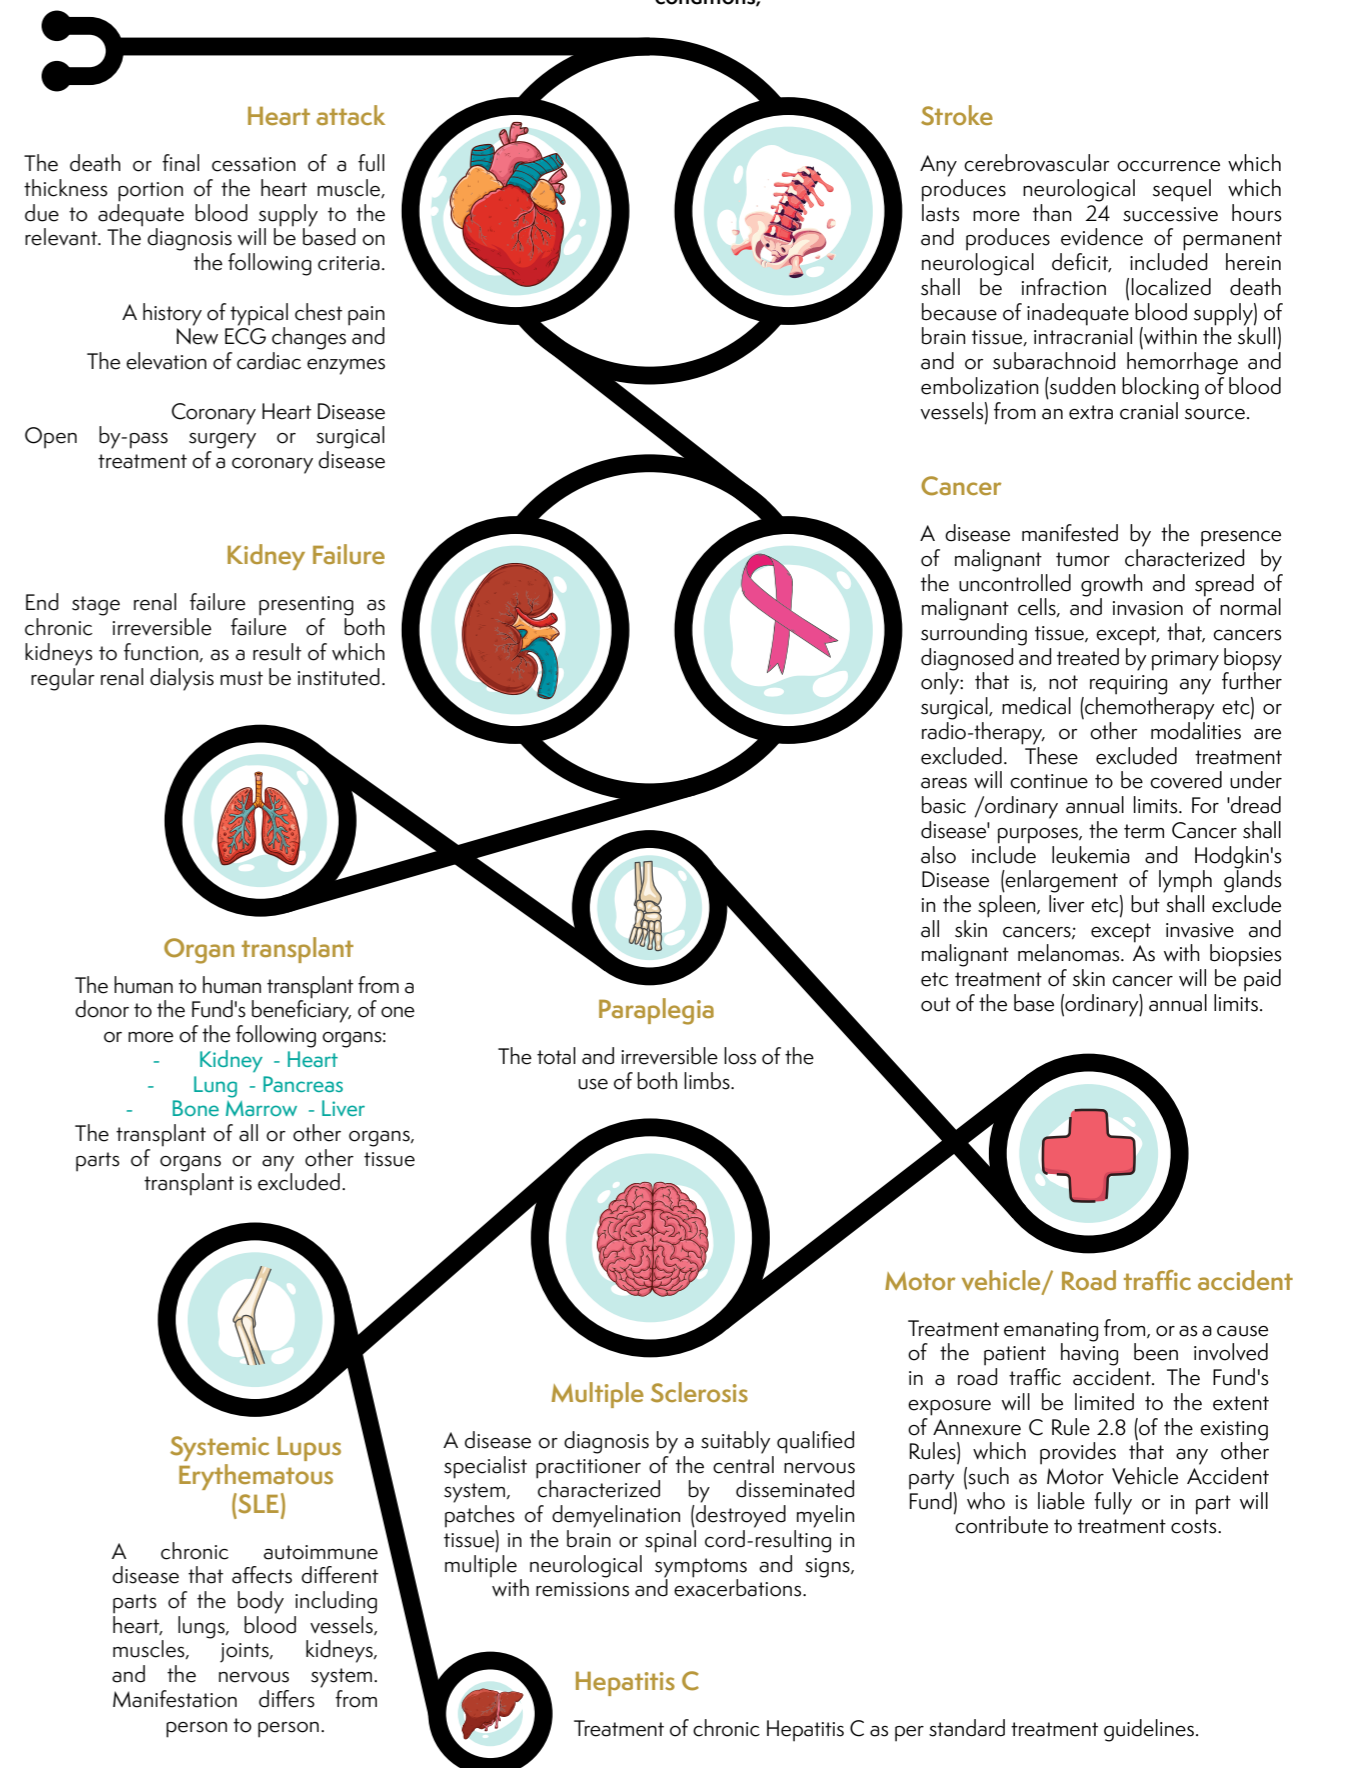 conditions,
Heart attack
The death or final cessation of a full
thickness portion of the heart muscle,
due to adequate blood supply to the
relevant. The diagnosis will be based on
the following criteria.
A history of typical chest pain
New ECG changes and
The elevation of cardiac enzymes
Coronary Heart Disease
Open by-pass surgery or surgical
treatment of a coronary disease
Stroke
Any cerebrovascular occurrence which
produces neurological sequel which
lasts more than 24 successive hours
and produces evidence of permanent
neurological deficit, included herein
shall be infraction (localized death
because of inadequate blood supply) of
brain tissue, intracranial (within the skull)
and or subarachnoid hemorrhage and
embolization (sudden blocking of blood
vessels) from an extra cranial source.
Kidney Failure
End stage renal failure presenting as
chronic irreversible failure of both
kidneys to function, as a result of which
regular renal dialysis must be instituted.
Cancer
A disease manifested by the presence
of malignant tumor characterized by
the uncontrolled growth and spread of
malignant cells, and invasion of normal
surrounding tissue, except, that, cancers
diagnosed and treated by primary biopsy
only: that is, not requiring any further
surgical, medical (chemotherapy etc) or
radio-therapy, or other modalities are
excluded. These excluded treatment
areas will continue to be covered under
basic /ordinary annual limits. For 'dread
disease' purposes, the term Cancer shall
also include leukemia and Hodgkin's
Disease (enlargement of lymph glands
in the spleen, liver etc) but shall exclude
all skin cancers; except invasive and
malignant melanomas. As with biopsies
etc treatment of skin cancer will be paid
out of the base (ordinary) annual limits.
Organ transplant
The human to human transplant from a
donor to the Fund's beneficiary, of one
or more of the following organs:
- Kidney - Heart
- Lung - Pancreas
- Bone Marrow - Liver
The transplant of all or other organs,
parts of organs or any other tissue
transplant is excluded.
Paraplegia
The total and irreversible loss of the
use of both limbs.
Motor vehicle/ Road traffic accident
Treatment emanating from, or as a cause
of the patient having been involved
in a road traffic accident. The Fund's
exposure will be limited to the extent
of Annexure C Rule 2.8 (of the existing
Rules) which provides that any other
party (such as Motor Vehicle Accident
Fund) who is liable fully or in part will
contribute to treatment costs.
Multiple Sclerosis
A disease or diagnosis by a suitably qualified
specialist practitioner of the central nervous
system, characterized by disseminated
patches of demyelination (destroyed myelin
tissue) in the brain or spinal cord-resulting in
multiple neurological symptoms and signs,
with remissions and exacerbations.
Systemic Lupus
Erythematous
(SLE)
A chronic autoimmune
disease that affects different
parts of the body including
heart, lungs, blood vessels,
muscles, joints, kidneys,
and the nervous system.
Manifestation differs from
person to person.
Hepatitis C
Treatment of chronic Hepatitis C as per standard treatment guidelines.